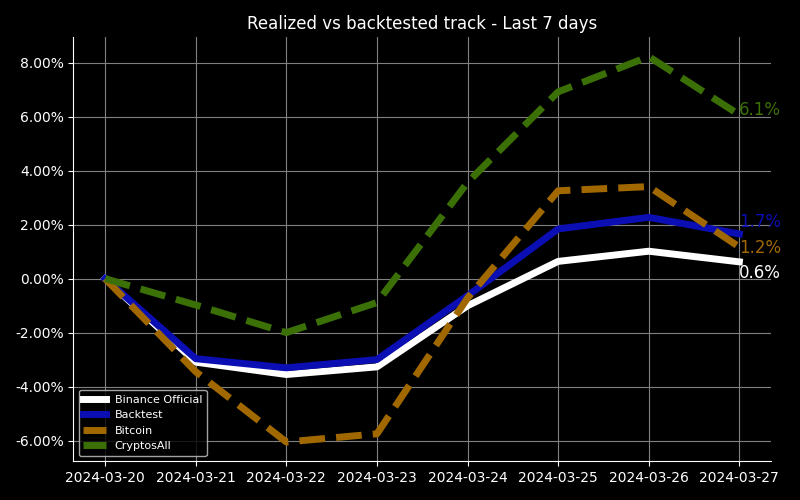 Realized vs backtested track - Last 7 days
8.00%
6.00%
4.00%
2.00%
0.00%
-2.00%
-4.00%
-6.00%
6.1%
1.7%
1.2%
0.6%
Binance Official
Backtest
Bitcoin
CryptosAll
2024-03-20 2024-03-21 2024-03-22 2024-03-23 2024-03-24 2024-03-25 2024-03-26 2024-03-27